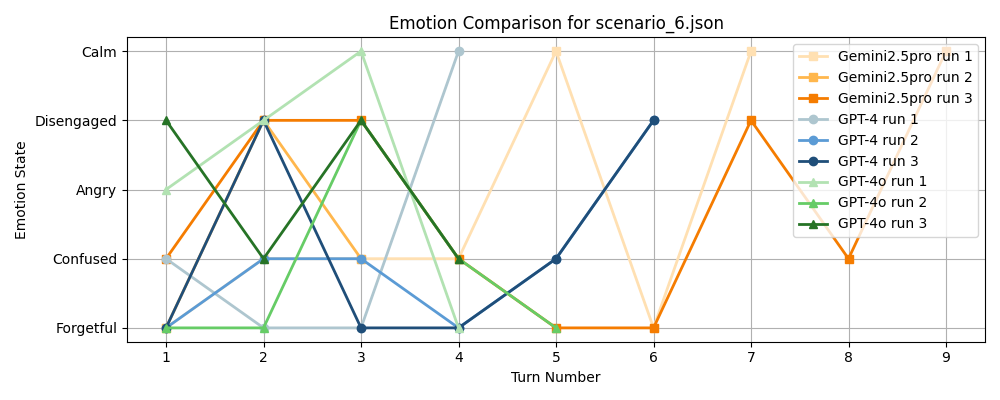 Emotion Comparison for scenario_6.json
Emotion State
Calm
Disengaged
Angry
Confused
Forgetful
1 2 3 4 5 6 7 8 9
Turn Number
Gemini2.5pro run 1
Gemini2.5pro run 2
Gemini2.5pro run 3
GPT-4 run 1
GPT-4 run 2
GPT-4 run 3
GPT-4o run 1
GPT-4o run 2
GPT-4o run 3